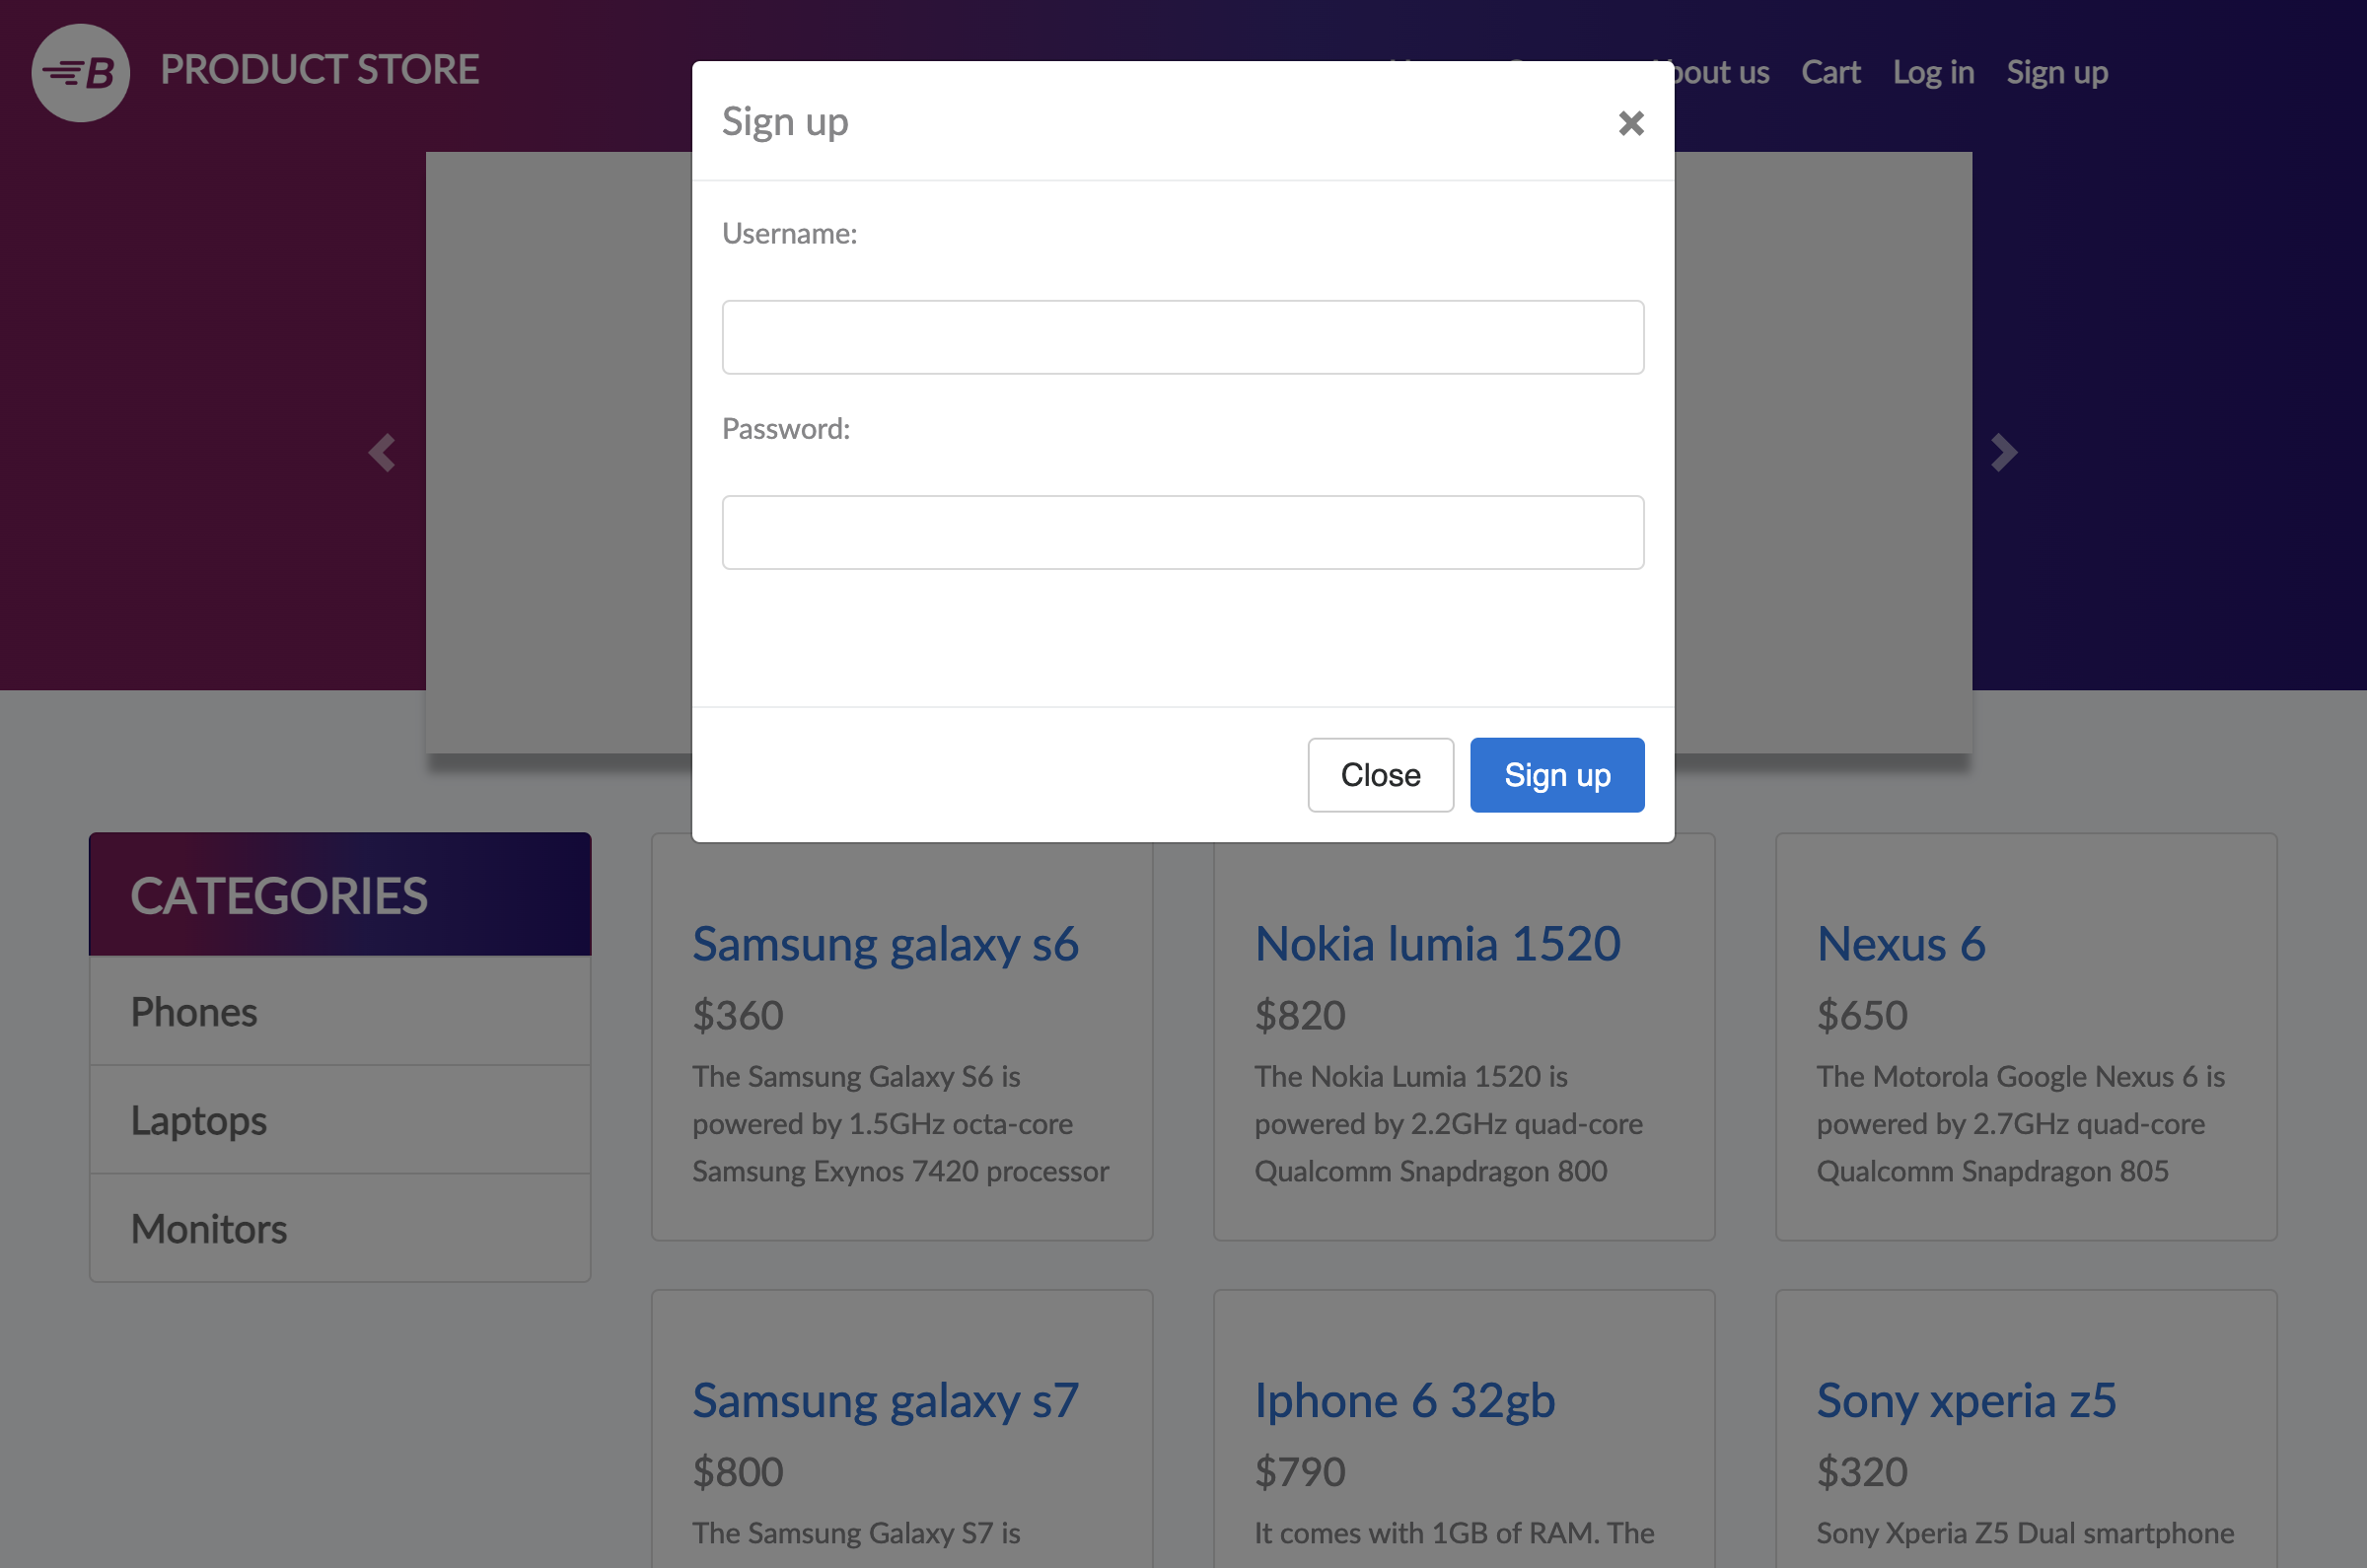 B PRODUCT STORE
bout us Cart Log in Sign up
Sign up ×
Username:
Password:
Close Sign up
CATEGORIES
Phones
Laptops
Monitors
Samsung galaxy s6
$360
The Samsung Galaxy S6 is
powered by 1.5GHz octa-core
Samsung Exynos 7420 processor
Nokia lumia 1520
$820
The Nokia Lumia 1520 is
powered by 2.2GHz quad-core
Qualcomm Snapdragon 800
Nexus 6
$650
The Motorola Google Nexus 6 is
powered by 2.7GHz quad-core
Qualcomm Snapdragon 805
Samsung galaxy s7
$800
The Samsung Galaxy S7 is
Iphone 6 32gb
$790
It comes with 1GB of RAM. The
Sony xperia z5
$320
Sony Xperia Z5 Dual smartphone